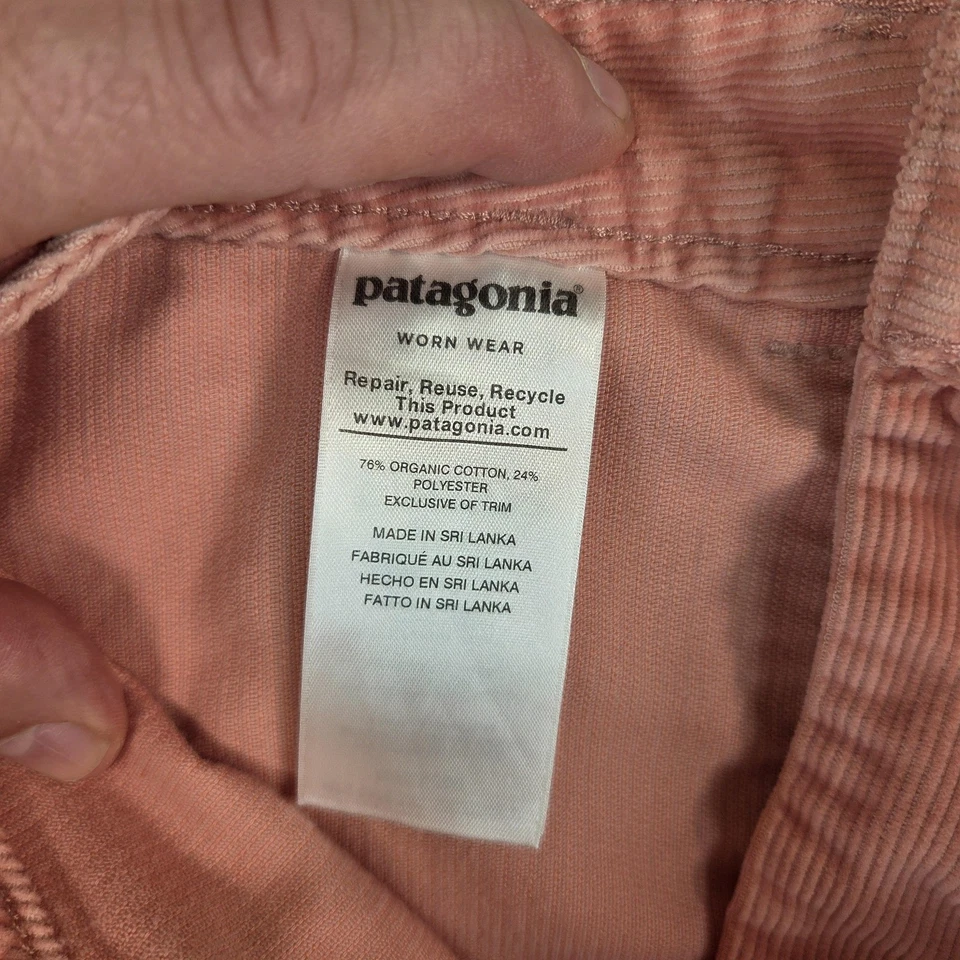 patagonia®
WORN WEAR
Repair, Reuse, Recycle
This Product
www.patagonia.com
76% ORGANIC COTTON, 24%
POLYESTER
EXCLUSIVE OF TRIM
MADE IN SRI LANKA
FABRIQUÉ AU SRI LANKA
HECHO EN SRI LANKA
FATTO IN SRI LANKA